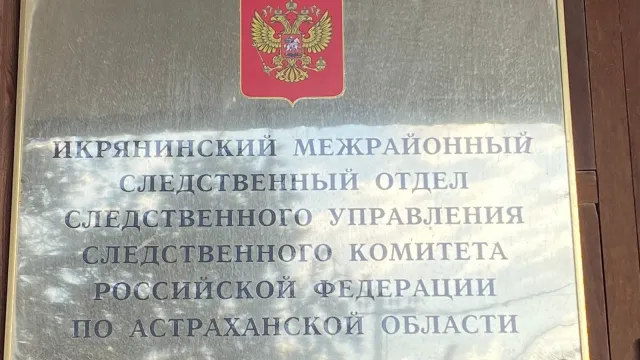 ИКРЯНИНСКИЙ МЕЖРАЙОННЫЙ
СЛЕДСТВЕННЫЙ ОТДЕЛ
СЛЕДСТВЕННОГО УПРАВЛЕНИЯ
СЛЕДСТВЕННОГО КОМИТЕТА
РОССИЙСКОЙ ФЕДЕРАЦИИ
ПО АСТРАХАНСКОЙ ОБЛАСТИ